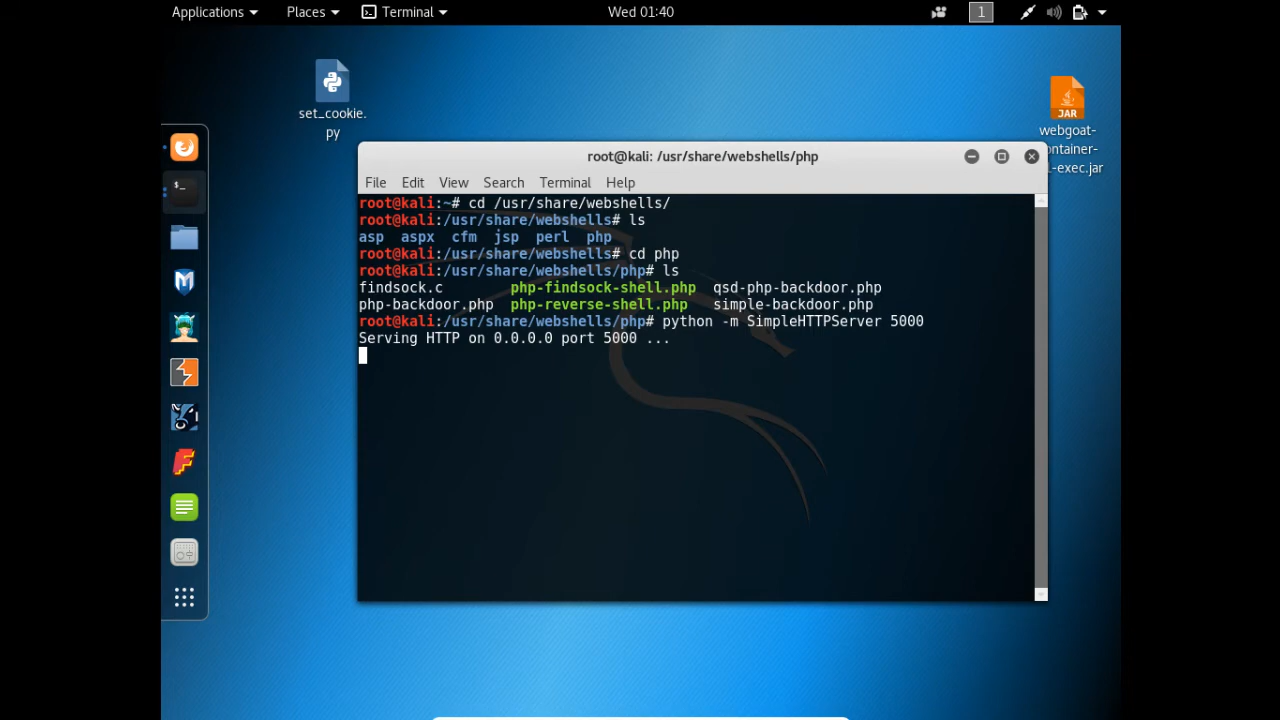 Applications Places Terminal Wed 01:40 1
set_cookie.
py
JAR
webgoat-
ontainer-
l-exec.jar
root@kali: /usr/share/webshells/php
File Edit View Search Terminal Help
root@kali:~# cd /usr/share/webshells/
root@kali:/usr/share/webshells# ls
asp aspx cfm jsp perl php
root@kali:/usr/share/webshells# cd php
root@kali:/usr/share/webshells/php# ls
findsock.c php-findsock-shell.php qsd-php-backdoor.php
php-backdoor.php php-reverse-shell.php simple-backdoor.php
root@kali:/usr/share/webshells/php# python -m SimpleHTTPServer 5000
Serving HTTP on 0.0.0.0 port 5000 ...